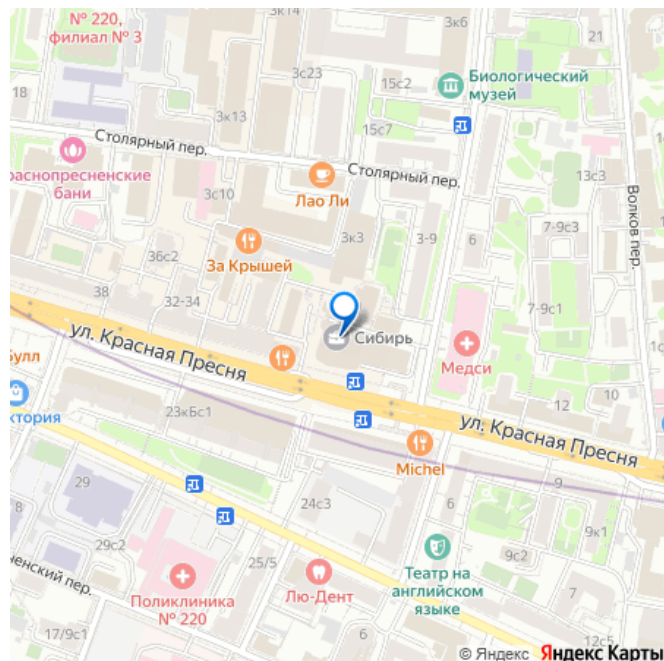 № 220,
филиал № 3
3к14
3к6
21
3с23
15с2
Биологический
музей
18
3к13
15с7
Столярный пер.
Столярный пер.
раснопресненские
бани
3с10
Лао Ли
13с3
Волков пер.
3к3
3-9
6
7-9с3
36с2
За Крышей
38
32-34
7-9с1
ул. Красная Пресня
Сибирь
Медси
Булл
ктория
23кБс1
12
10
ул. Красная Пресня
Michel
29
24с3
6
9
8
29с2
9к1
25/5
9с2
ненский пер.
Поликлиника
№ 220
Лю-Дент
Театр на
английском
языке
7
17/9с1
6
12с5
© Яндекс Яндекс Карты